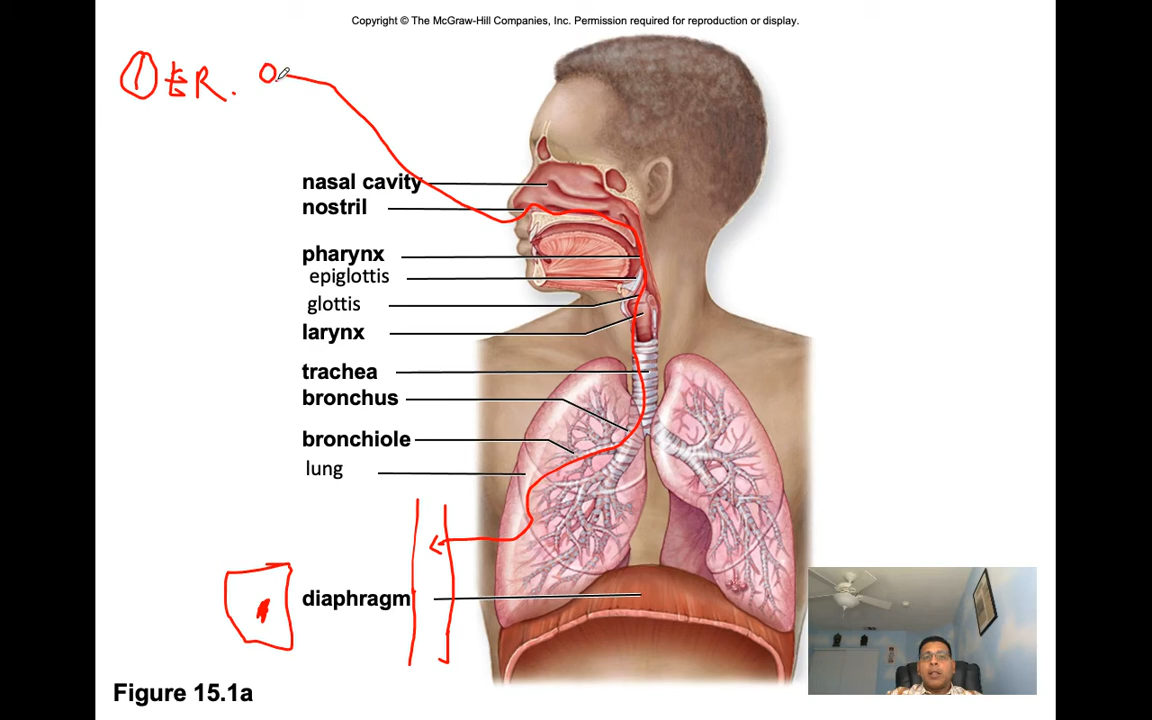 Copyright © The McGraw-Hill Companies, Inc. Permission required for reproduction or display.
① E R. O
nasal cavity
nostril
pharynx
epiglottis
glottis
larynx
trachea
bronchus
bronchiole
lung
diaphragm
Figure 15.1a